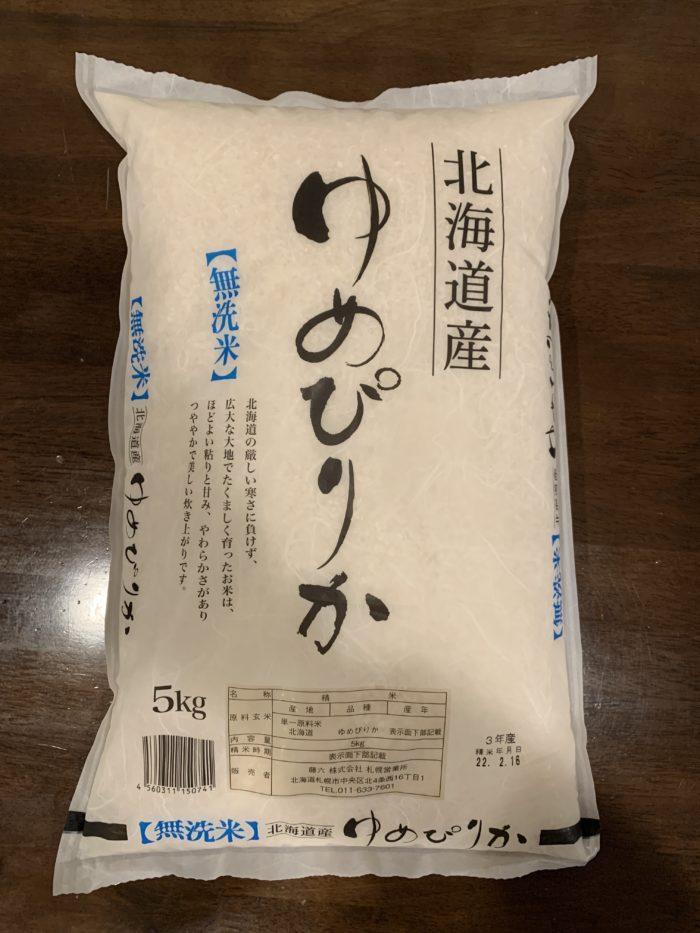 北海道産
ゆめぴりか
【無洗米】
北海道の厳しい寒さに負けず、
広大な大地でたくましく育ったお米は、
ほどよい粘りと甘み、やわらかさがあり
つややかで美しい炊き上がりです。
【無洗米】北海道産 ゆめぴりか
【無洗米】
5kg
名 称 精 米
原料玄米 産 地 品 種 産 年
単一原料米
北海道 ゆめぴりか 表示面下部記載
内 容 量 5kg
精米時期 表示面下部記載
販 売 者 藤六 株式会社 札幌営業所
北海道札幌市中央区北4条西16丁目1
TEL.011-633-7601
4 560311 150741
3年産
精米年月日
22. 2.16
【無洗米】北海道産 ゆめぴりか